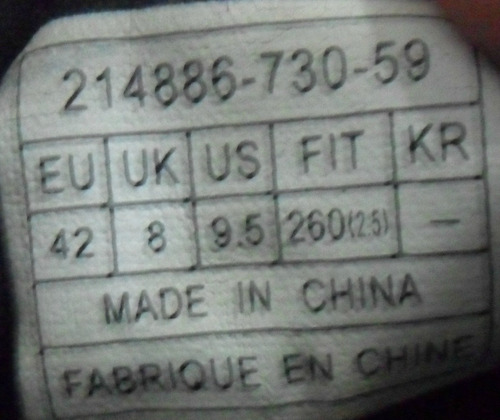 214886-730-59
EU UK US FIT KR
42 8 9.5 260(2.5) —
MADE IN CHINA
FABRIQUE EN CHINE